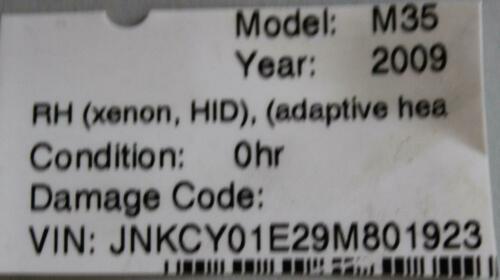 Model: M35
Year: 2009
RH (xenon, HID), (adaptive hea
Condition: 0hr
Damage Code:
VIN: JNKCY01E29M801923